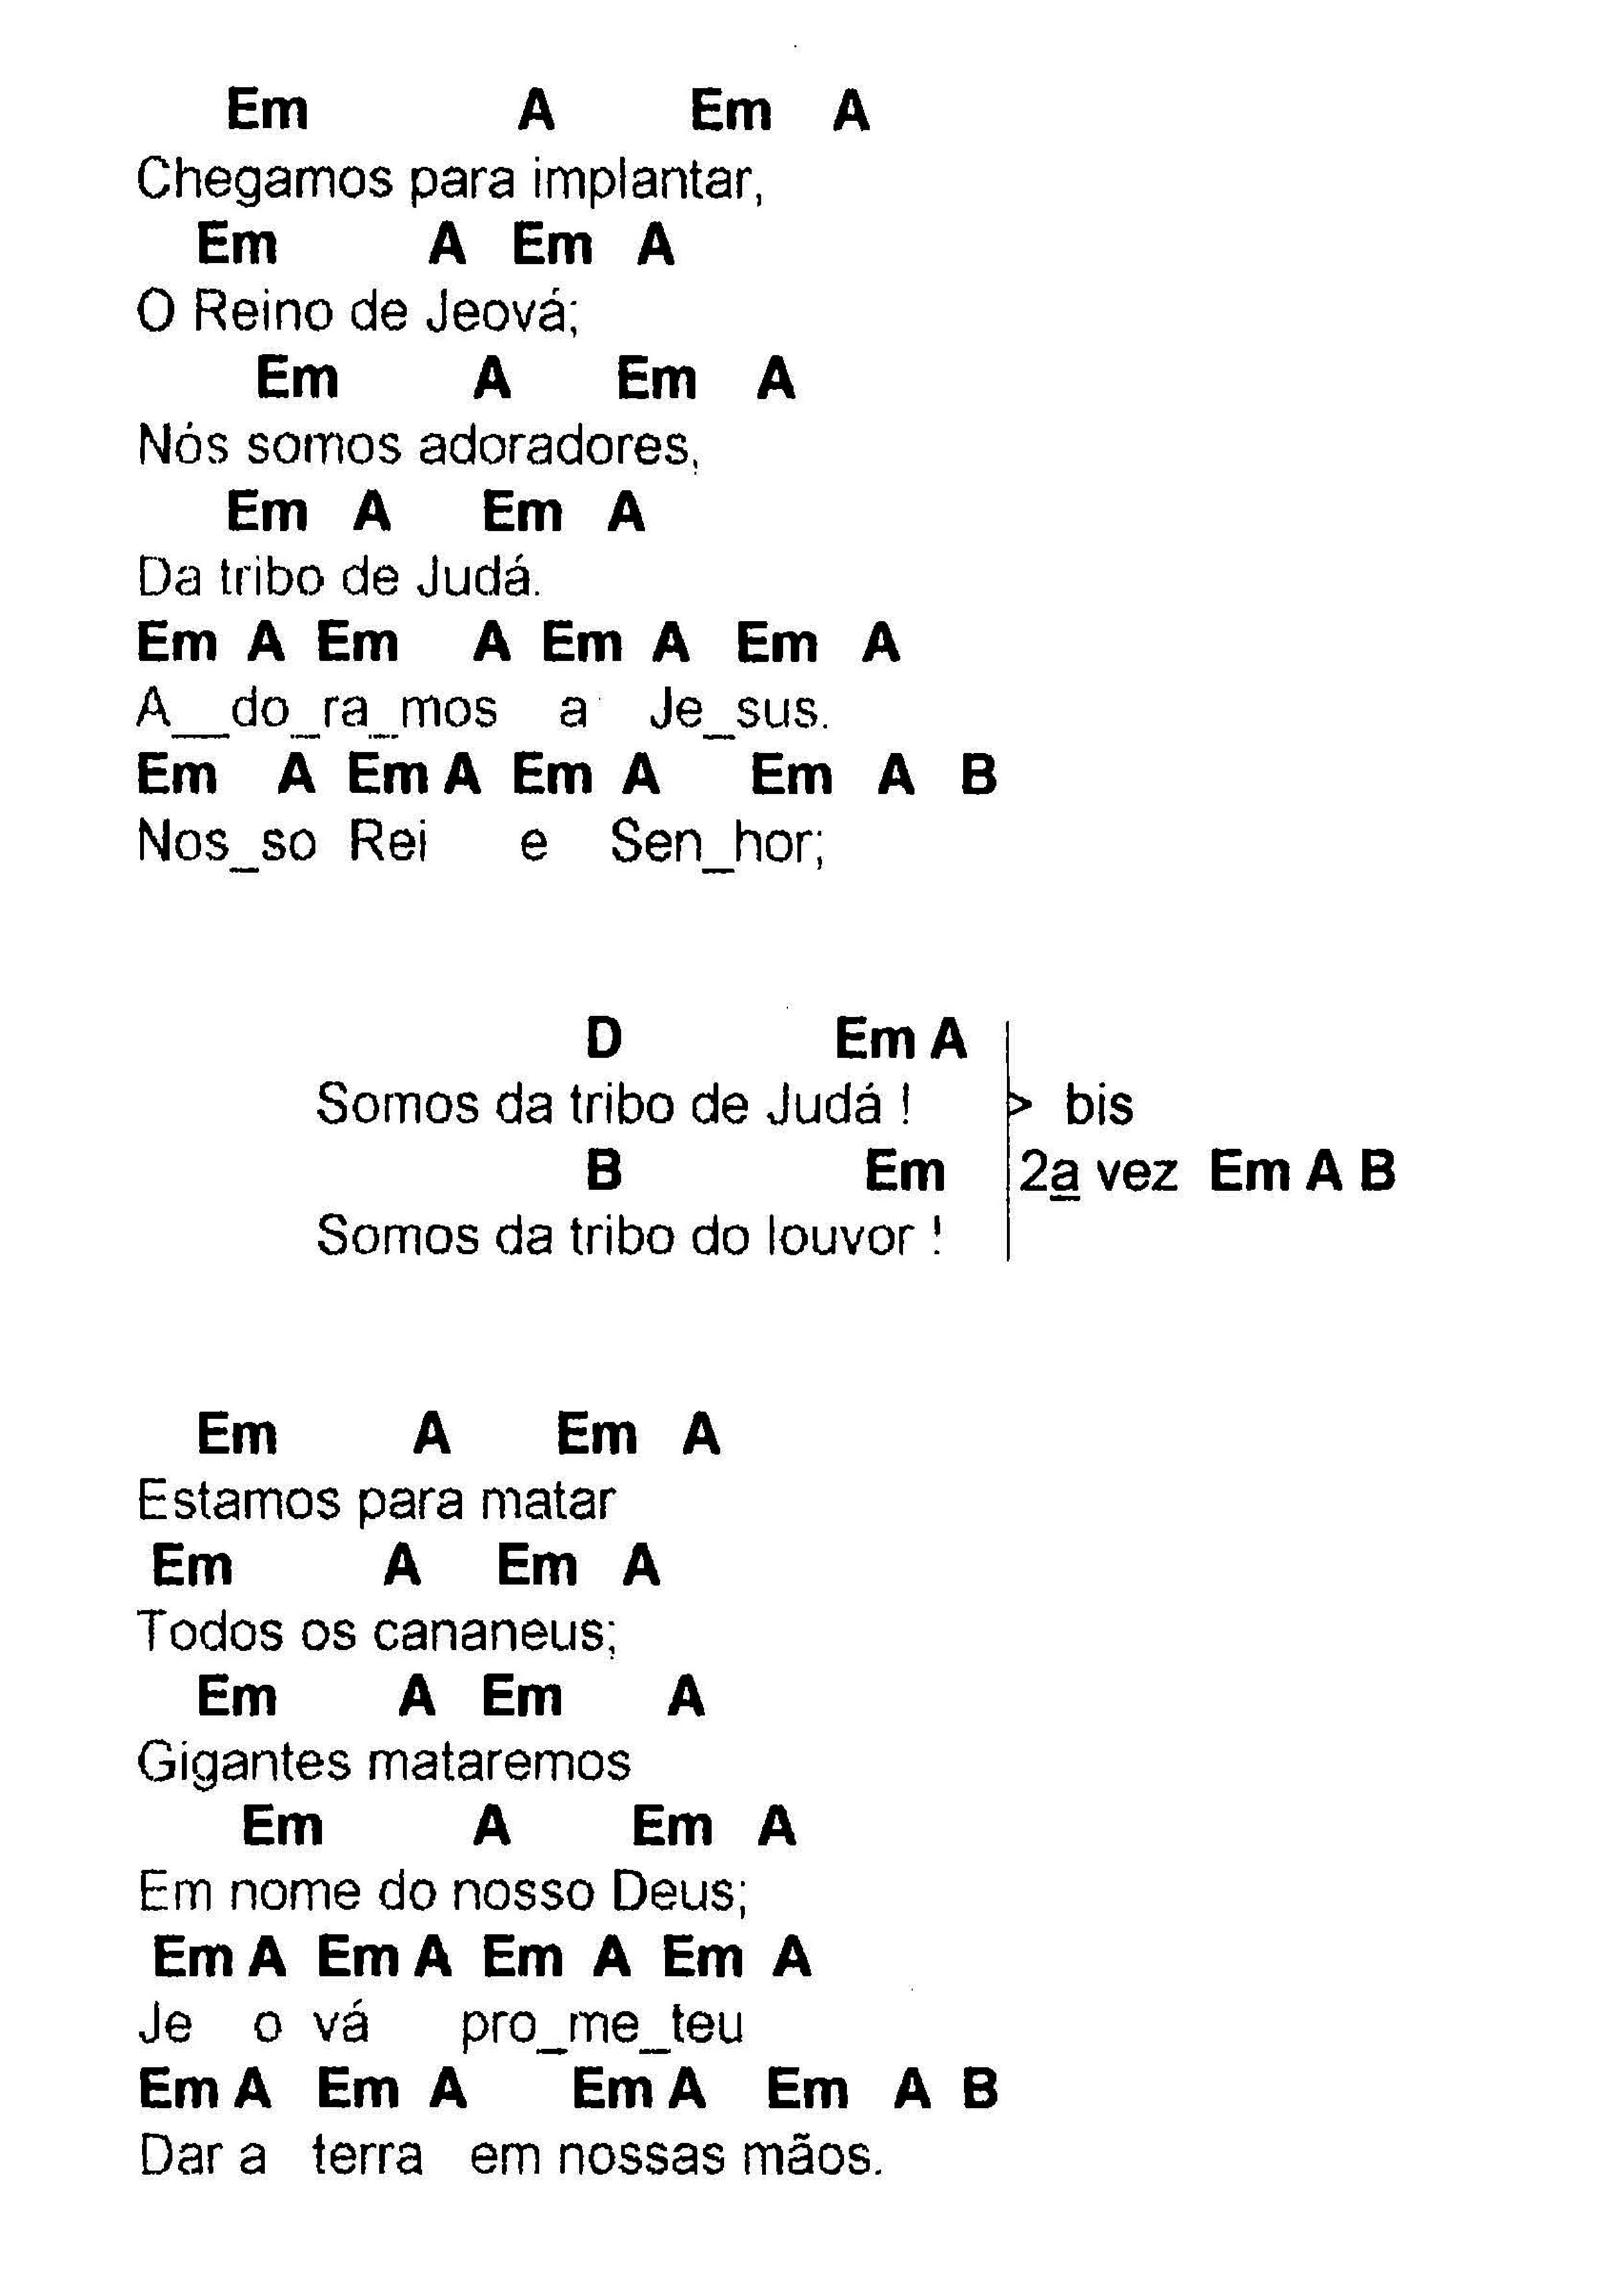 Em A Em A
Chegamos para implantar,
Em A Em A
O Reino de Jeová;
Em A Em A
Nós somos adoradores,
Em A Em A
Da tribo de Judá.
Em A Em A Em A Em A
A__do_ra_mos a Je_sus.
Em A Em A Em A Em A B
Nos_so Rei e Sen_hor;
D Em A
Somos da tribo de Judá ! > bis
B Em 2a vez Em A B
Somos da tribo do louvor !
Em A Em A
Estamos para matar
Em A Em A
Todos os cananeus;
Em A Em A
Gigantes mataremos
Em A Em A
Em nome do nosso Deus;
Em A Em A Em A Em A
Je o vá pro_me_teu
Em A Em A Em A Em A B
Dar a terra em nossas mãos.